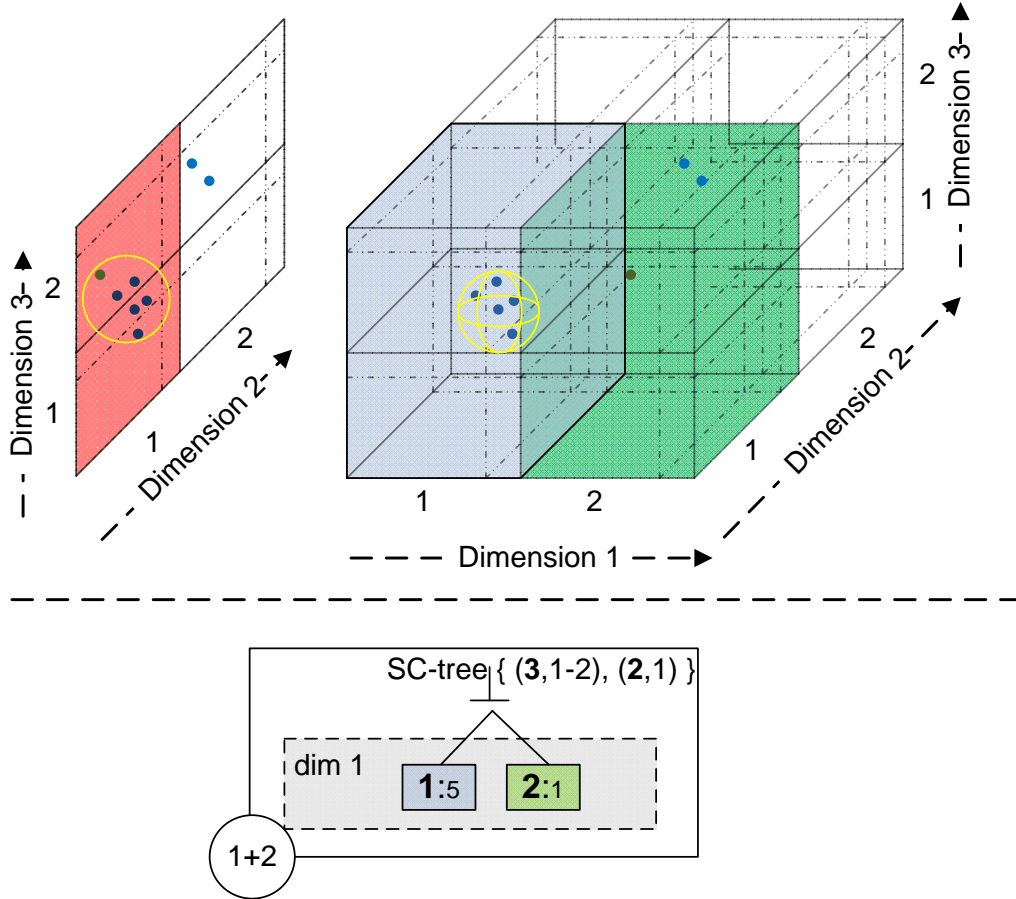 Dimension 3
2
1
1
2
Dimension 2
Dimension 3
2
1
1
2
1
2
Dimension 2
Dimension 1
SC-tree { (3,1-2), (2,1) }
dim 1
1:5
2:1
1+2